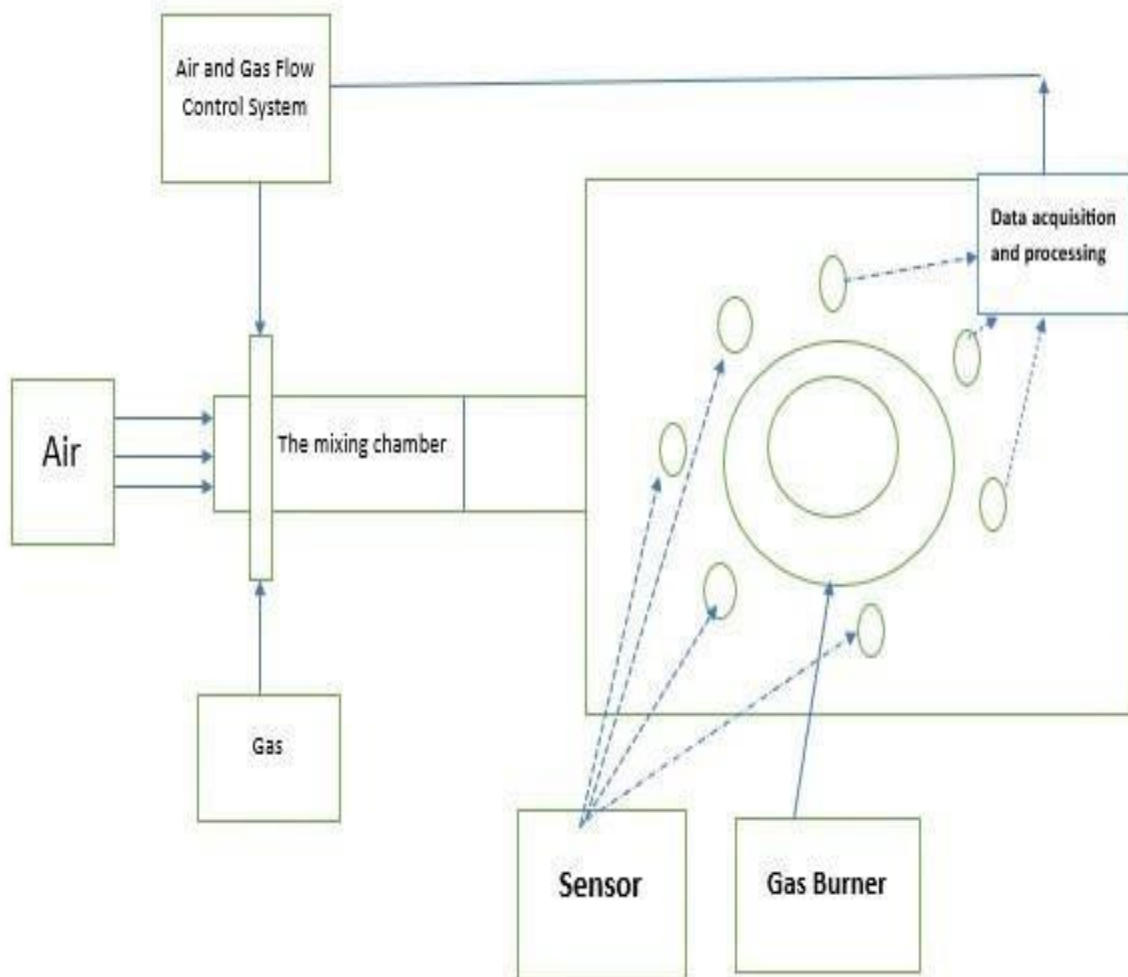 Air and Gas Flow
Control System
Data acquisition
and processing
Air
The mixing chamber
Gas
Sensor
Gas Burner